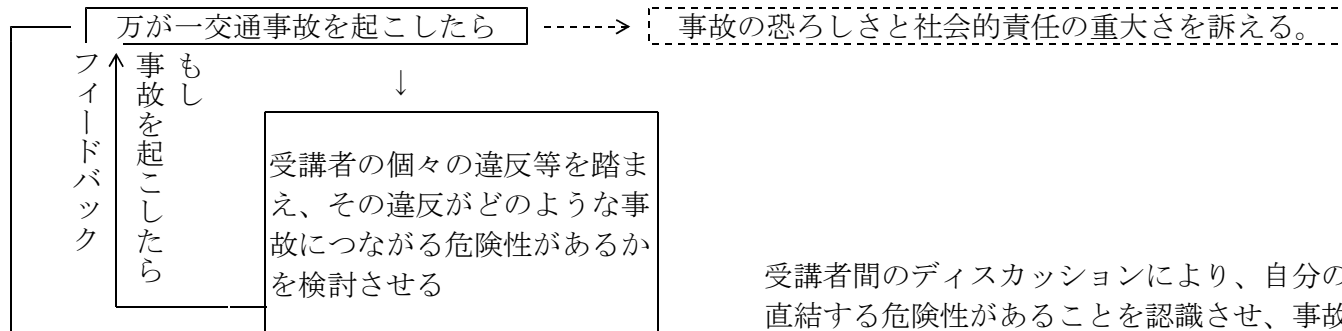 万が一交通事故を起こしたら
事故の恐ろしさと社会的責任の重大さを訴える。
もし
事故を起こしたら
フィードバック
↓
受講者の個々の違反等を踏ま
え、その違反がどのような事
故につながる危険性があるか
を検討させる
受講者間のディスカッションにより、自分の
直結する危険性があることを認識させ、事故